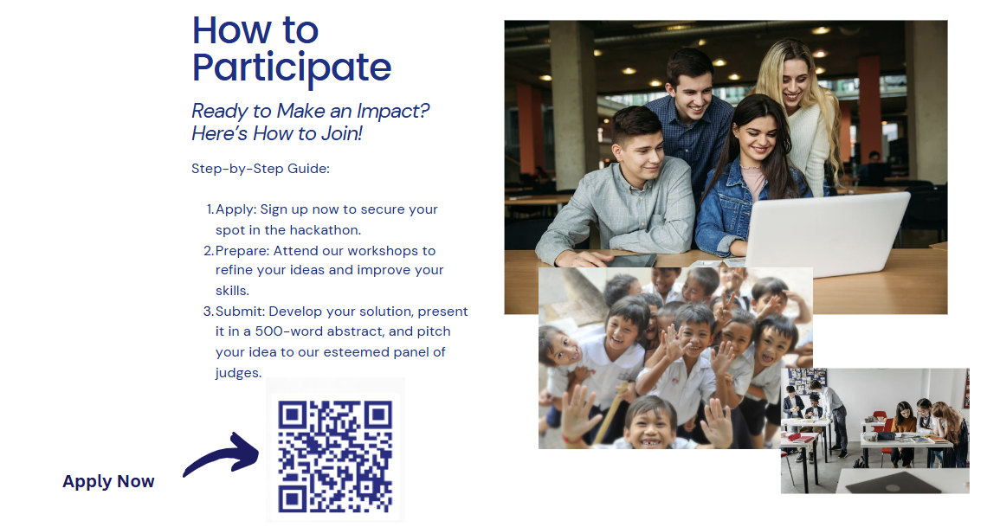 How to
Participate
Ready to Make an Impact?
Here's How to Join!
Step-by-Step Guide:
1. Apply: Sign up now to secure your
spot in the hackathon.
2. Prepare: Attend our workshops to
refine your ideas and improve your
skills.
3. Submit: Develop your solution, present
it in a 500-word abstract, and pitch
your idea to our esteemed panel of
judges.
Apply Now